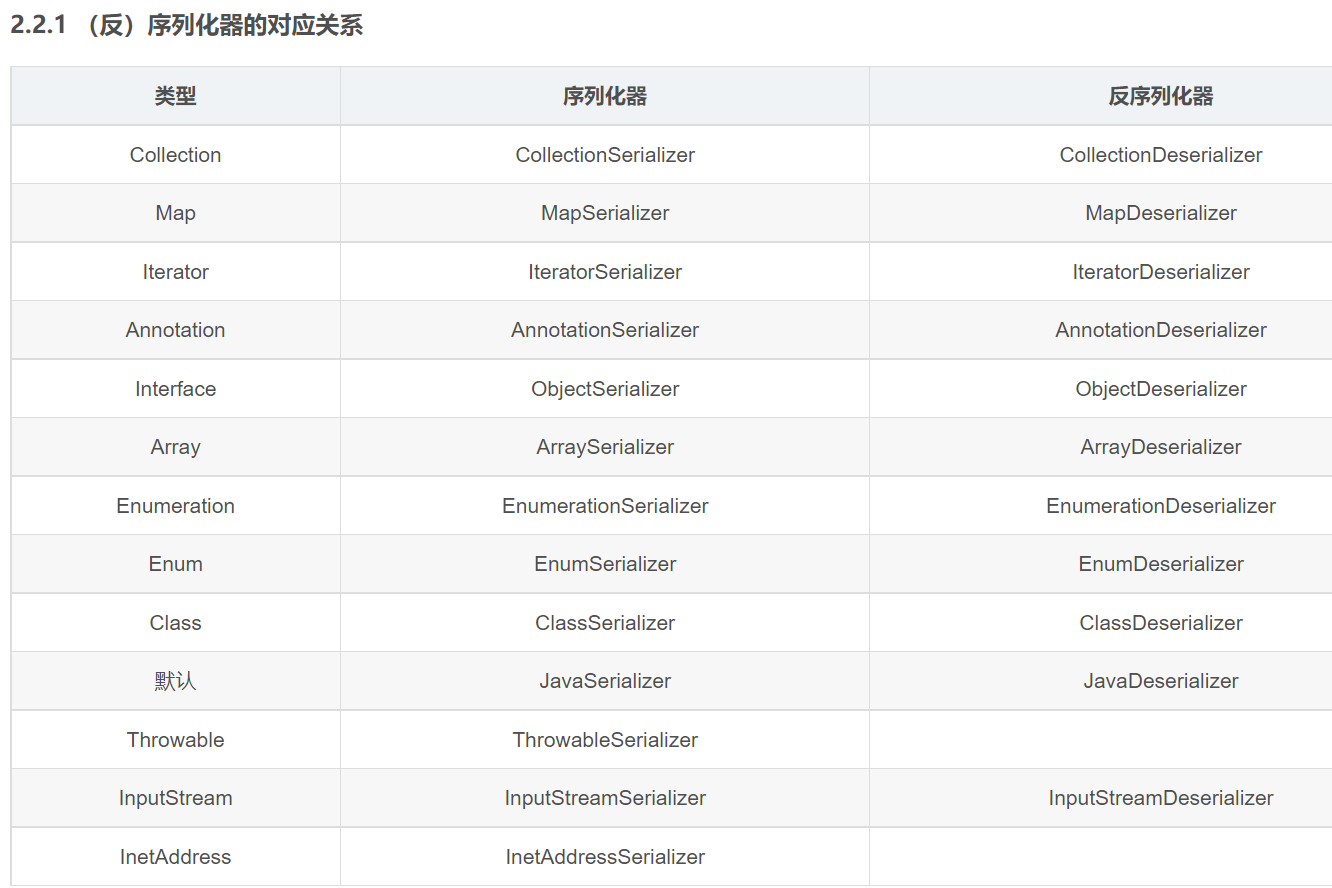 2.2.1 （反）序列化器的对应关系
类型 序列化器 反序列化器
Collection CollectionSerializer CollectionDeserializer
Map MapSerializer MapDeserializer
Iterator IteratorSerializer IteratorDeserializer
Annotation AnnotationSerializer AnnotationDeserializer
Interface ObjectSerializer ObjectDeserializer
Array ArraySerializer ArrayDeserializer
Enumeration EnumerationSerializer EnumerationDeserializer
Enum EnumSerializer EnumDeserializer
Class ClassSerializer ClassDeserializer
默认 JavaSerializer JavaDeserializer
Throwable ThrowableSerializer
InputStream InputStreamSerializer InputStreamDeserializer
InetAddress InetAddressSerializer